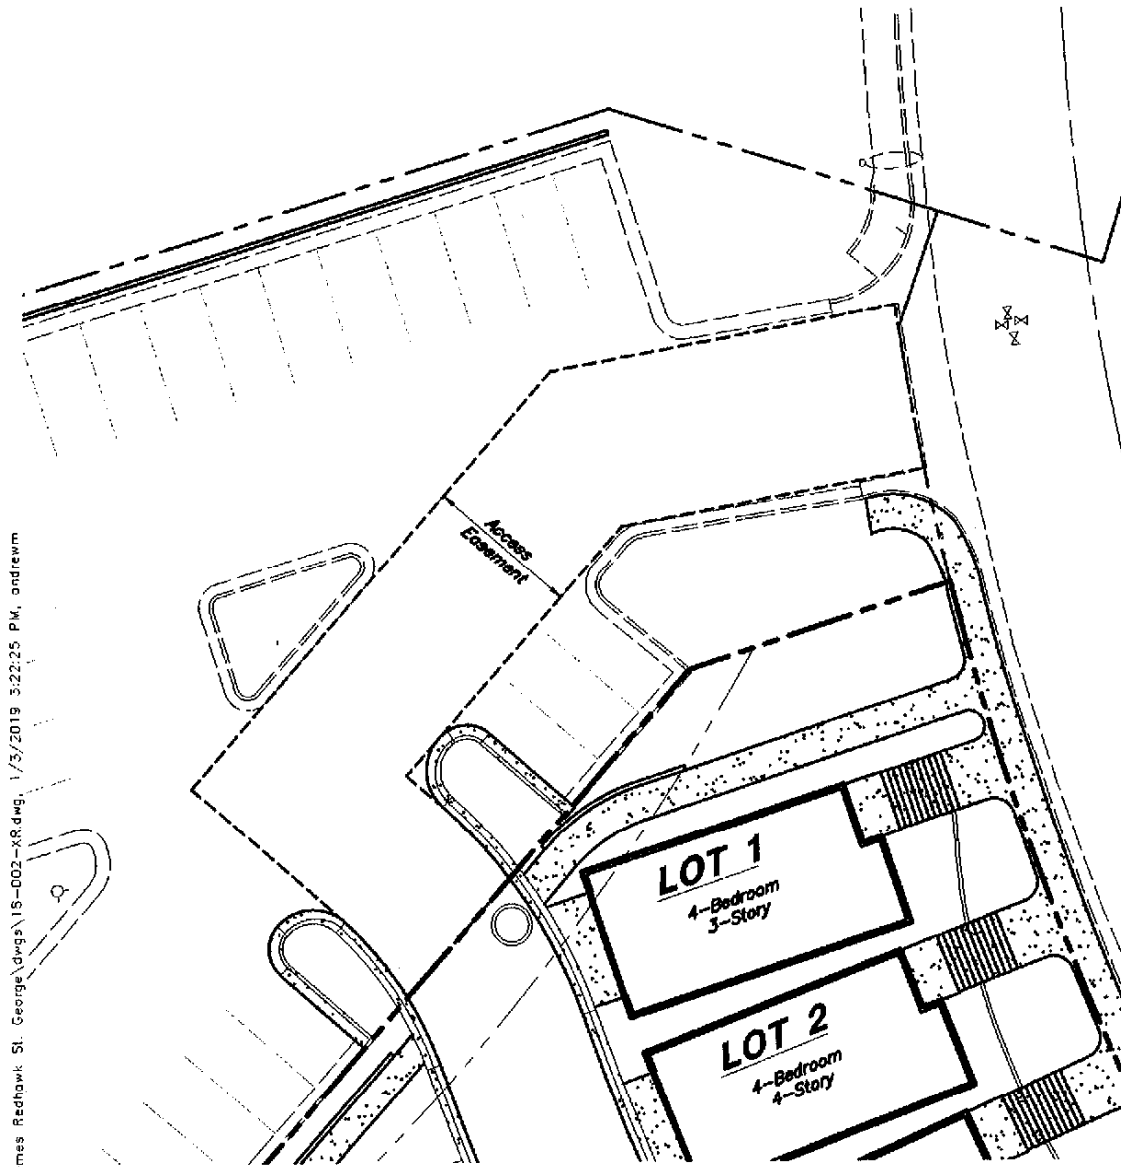 Access
Easement
LOT 1
4-Bedroom
3-Story
LOT 2
4-Bedroom
4-Story
mes Redhawk St. George\dwgs\15-002-XR.dwg, 1/3/2019 3:22:25 PM, andrewm